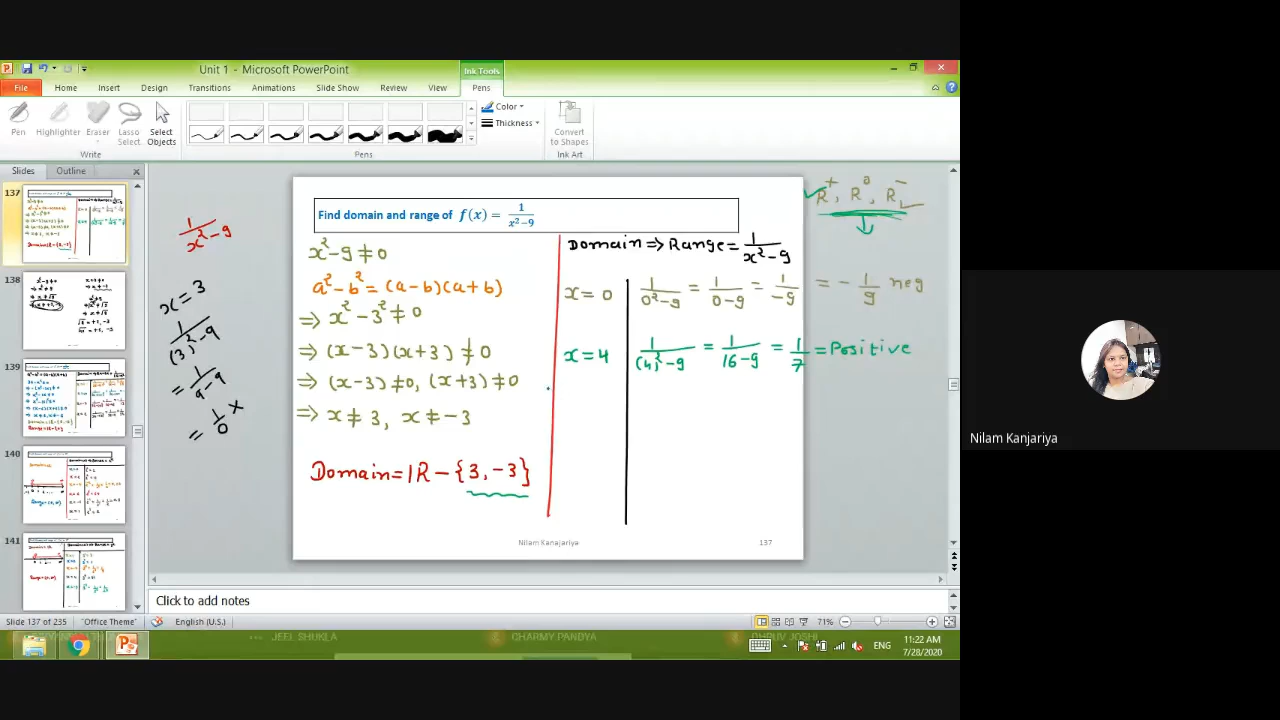 Unit 1 - Microsoft PowerPoint
Ink Tools
File Home Insert Design Transitions Animations Slide Show Review View Pens
Pen Highlighter Eraser Lasso Select Select Objects
Color
Thickness
Convert to Shapes
Write Pens Ink Art
Slides Outline
137
138
139
140
141
1/x²-9
x=3
1/(3)²-9
= 1/9-9
= 1/0 ×
Find domain and range of f(x) = 1/x²−9
x²-9≠0
a²-b²=(a-b)(a+b)
⇒ x²-3²≠0
⇒ (x-3)(x+3)≠0
⇒ (x-3)≠0, (x+3)≠0
⇒ x≠3, x≠-3
Domain=IR-{3,-3}
R⁺, R⁰, R⁻
Domain⇒Range=1/x²-9
x=0 1/0²-9 = 1/0-9 = 1/-9 = -1/9 neg
x=4 1/(4)²-9 = 1/16-9 = 1/7 =Positive
Nilam Kanajariya 137
Click to add notes
Slide 137 of 235 "Office Theme" English (U.S.) 71%
JEEL SHUKLA CHARMY PANDYA DHRUV JOSHI
ENG
11:22 AM
7/28/2020
Nilam Kanjariya